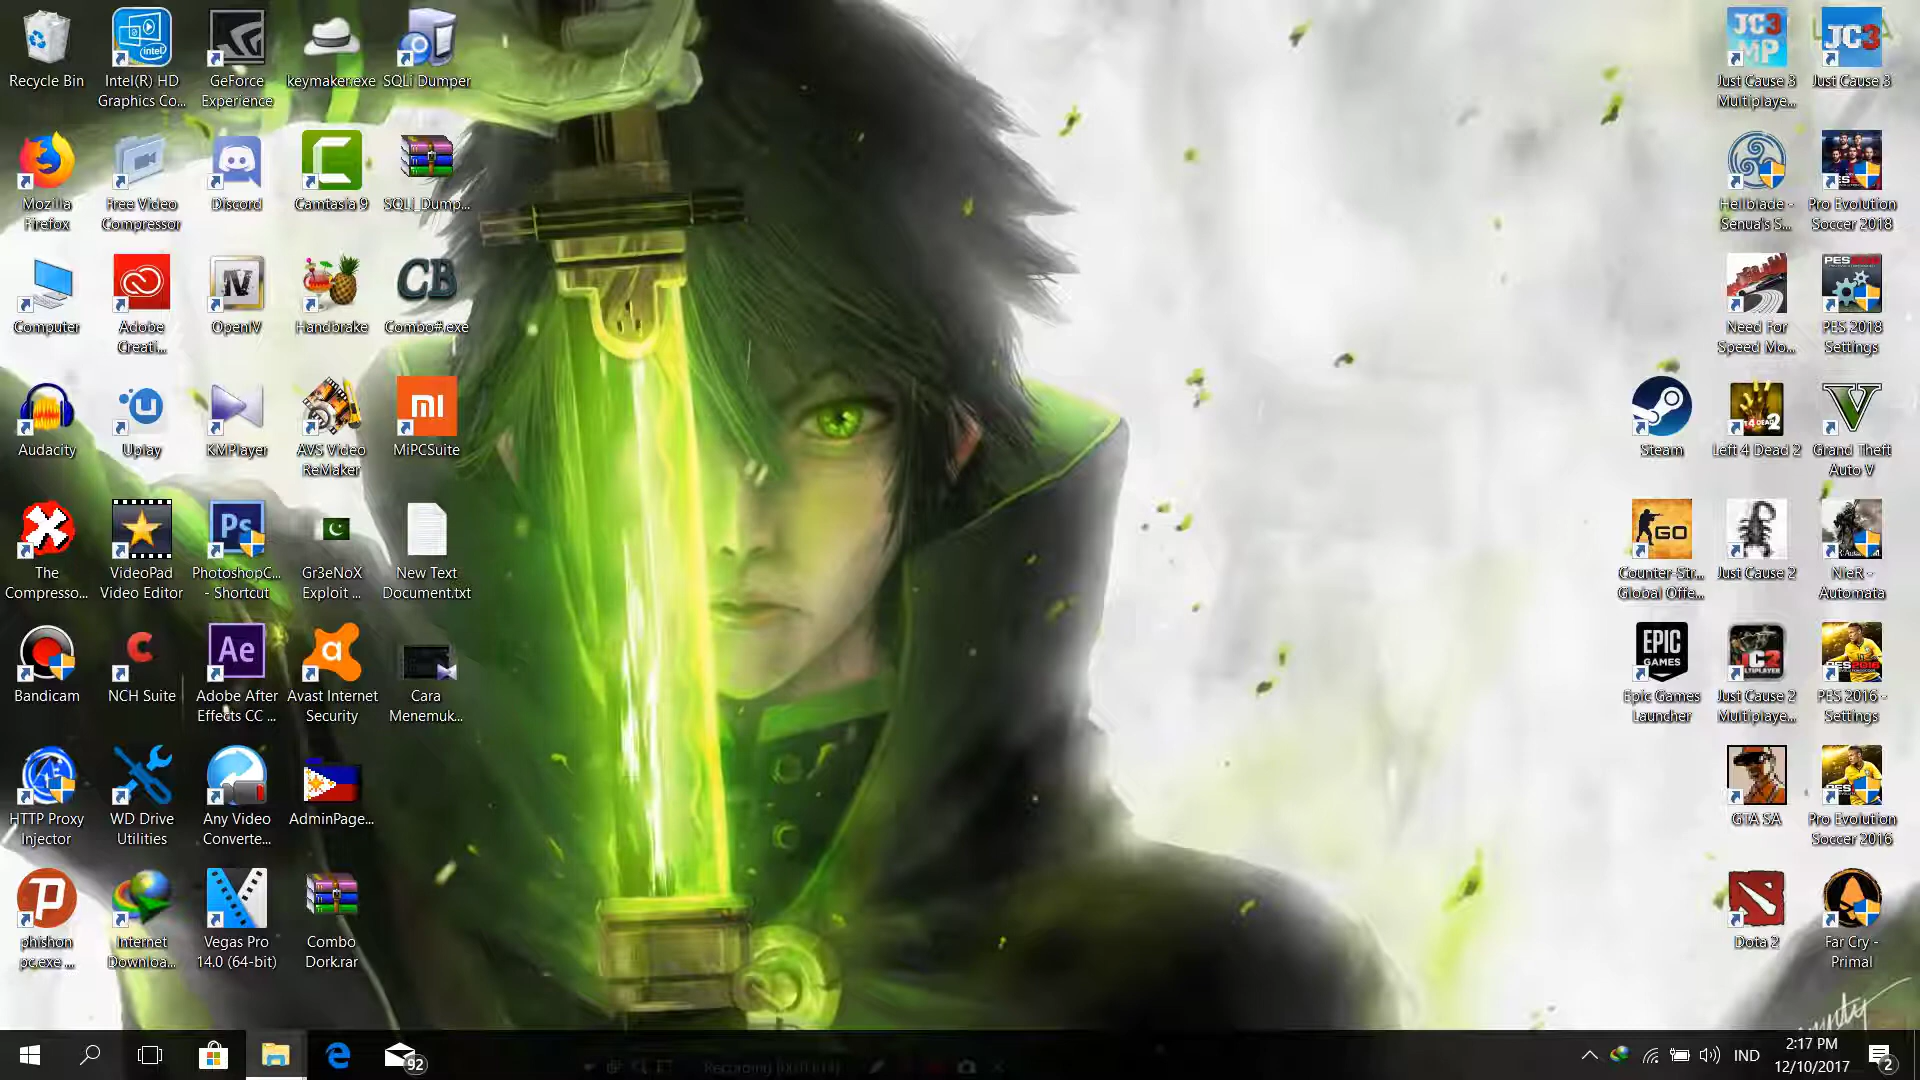 Recycle Bin
Intel(R) HD
Graphics Co...
GeForce
Experience
keymaker.exe
SQLi Dumper
Mozilla
Firefox
Free Video
Compressor
Discord
Camtasia 9
SQLi_Dump...
Computer
Adobe
Creati...
OpenIV
Handbrake
Combo#.exe
Audacity
Uplay
KMPlayer
AVS Video
ReMaker
MiPCSuite
The
Compresso...
VideoPad
Video Editor
PhotoshopC...
- Shortcut
Gr3eNoX
Exploit ...
New Text
Document.txt
Bandicam
NCH Suite
Adobe After
Effects CC ...
Avast Internet
Security
Cara
Menemuk...
HTTP Proxy
Injector
WD Drive
Utilities
Any Video
Converte...
AdminPage...
phishon
pc.exe ...
Internet
Downloa...
Vegas Pro
14.0 (64-bit)
Combo
Dork.rar
Just Cause 3
Multiplaye...
Just Cause 3
Hellblade -
Senua's S...
Pro Evolution
Soccer 2018
Need For
Speed Mo...
PES 2018
Settings
Steam
Left 4 Dead 2
Grand Theft
Auto V
Counter-Str...
Global Offe...
Just Cause 2
NieR -
Automata
EPIC
GAMES
Epic Games
Launcher
Just Cause 2
Multiplaye...
PES 2016 -
Settings
GTA SA
Pro Evolution
Soccer 2016
Dota 2
Far Cry -
Primal
92
IND
2:17 PM
12/10/2017
2